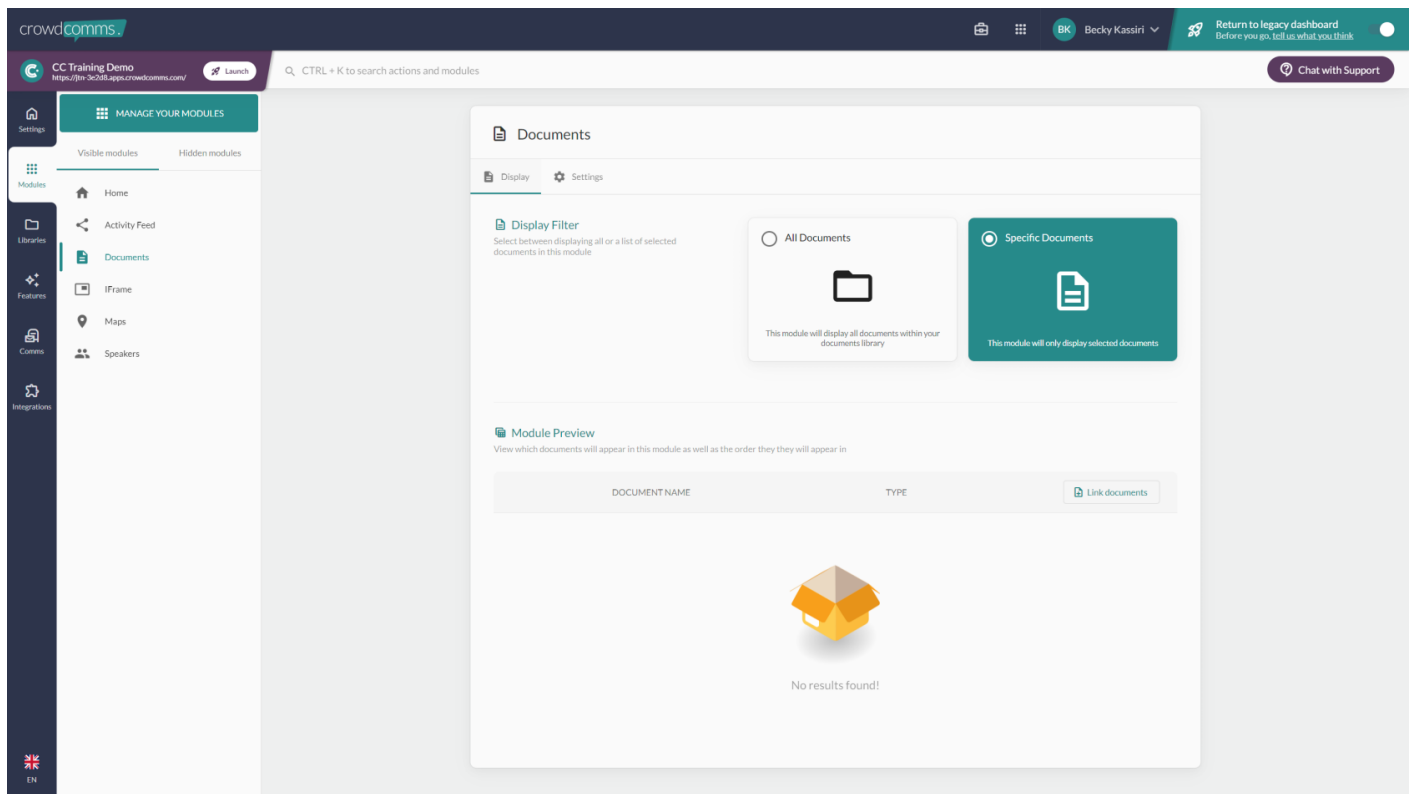 crowdcomms.
BK Becky Kassiri
Return to legacy dashboard
Before you go, tell us what you think
CC Training Demo
https://jtn-3e2d8.apps.crowdcomms.com/
Launch
CTRL + K to search actions and modules
Chat with Support
Settings
Modules
Libraries
Features
Comms
Integrations
EN
MANAGE YOUR MODULES
Visible modules Hidden modules
Home
Activity Feed
Documents
IFrame
Maps
Speakers
Documents
Display Settings
Display Filter
Select between displaying all or a list of selected
documents in this module
All Documents
This module will display all documents within your
documents library
Specific Documents
This module will only display selected documents
Module Preview
View which documents will appear in this module as well as the order they they will appear in
DOCUMENT NAME TYPE Link documents
No results found!